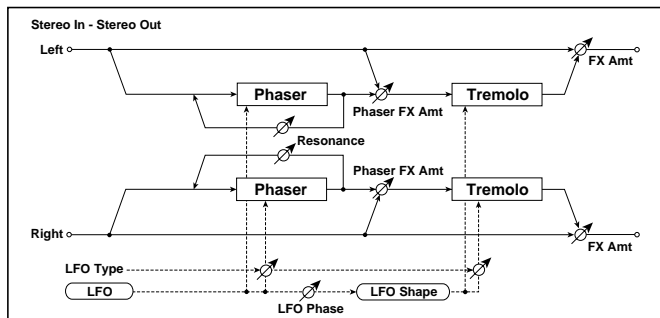 Stereo In - Stereo Out
Left
FX Amt
Phaser
Phaser FX Amt
Tremolo
Resonance
Phaser FX Amt
Phaser
Tremolo
Right
FX Amt
LFO Type
LFO
LFO Phase
LFO Shape